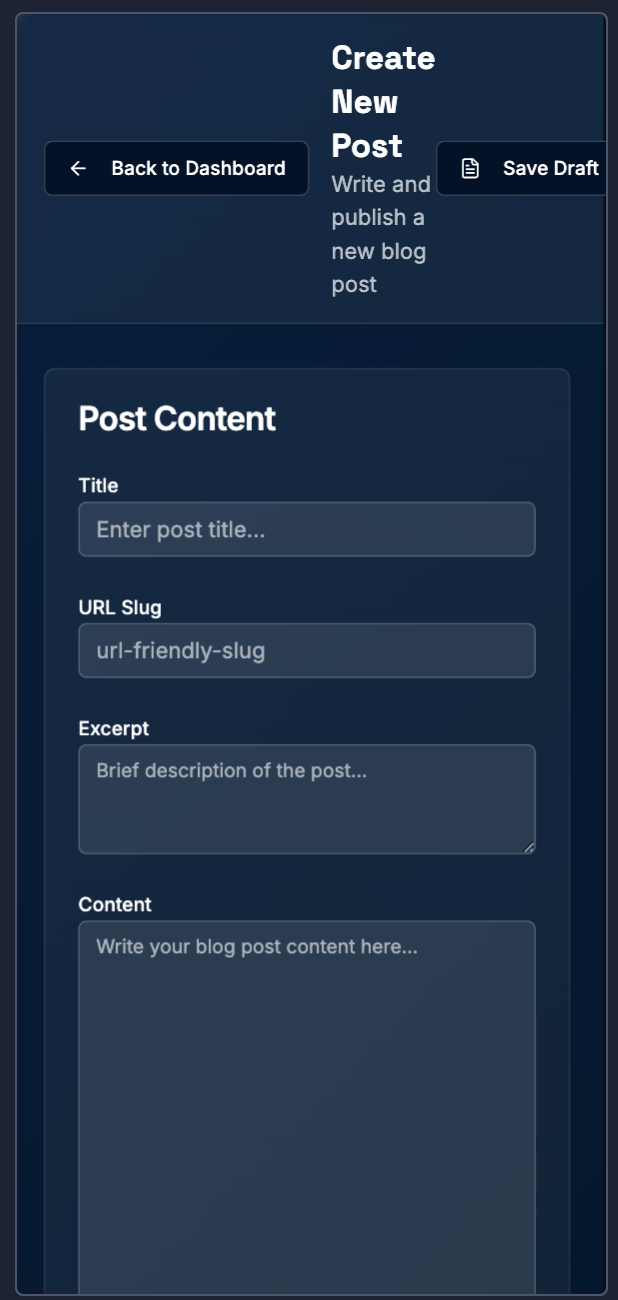 Back to Dashboard
Create
New
Post
Write and
publish a
new blog
post
Save Draft
Post Content
Title
Enter post title...
URL Slug
url-friendly-slug
Excerpt
Brief description of the post...
Content
Write your blog post content here...